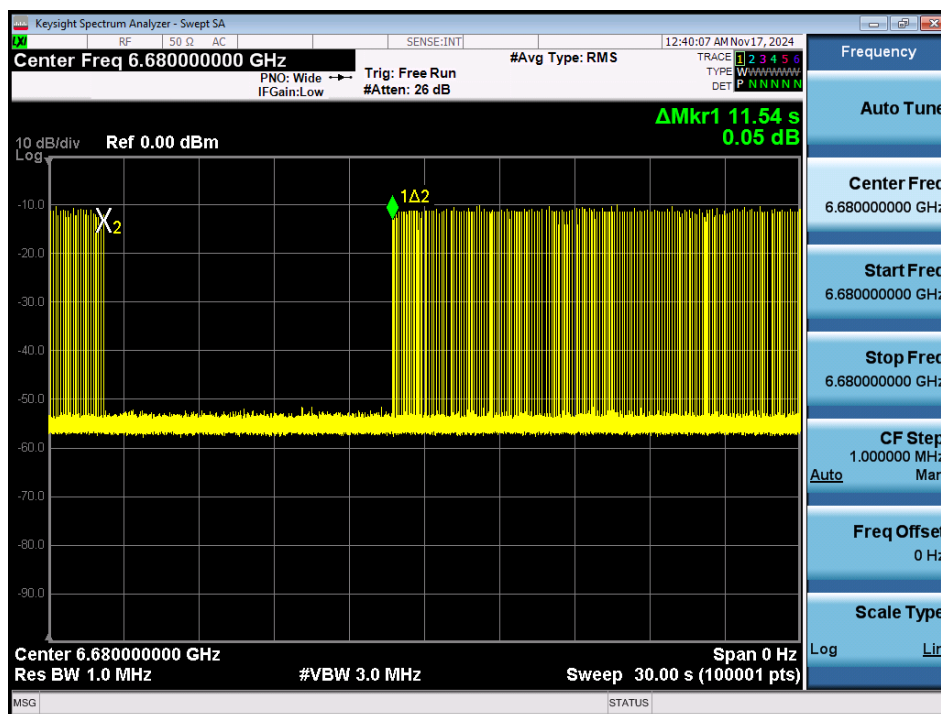 Keysight Spectrum Analyzer - Swept SA
LXI RF 50 Ω AC SENSE:INT 12:40:07 AM Nov 17, 2024
Center Freq 6.680000000 GHz #Avg Type: RMS TRACE 1 2 3 4 5 6
PNO: Wide Trig: Free Run TYPE WWWWWWW
IFGain:Low #Atten: 26 dB DET P N N N N N
ΔMkr1 11.54 s
0.05 dB
10 dB/div Ref 0.00 dBm
Log
-10.0
1Δ2
X2
-20.0
-30.0
-40.0
-50.0
-60.0
-70.0
-80.0
-90.0
Center 6.680000000 GHz Span 0 Hz
Res BW 1.0 MHz #VBW 3.0 MHz Sweep 30.00 s (100001 pts)
MSG STATUS
Frequency
Auto Tune
Center Freq
6.680000000 GHz
Start Freq
6.680000000 GHz
Stop Freq
6.680000000 GHz
CF Step
1.000000 MHz
Auto Man
Freq Offset
0 Hz
Scale Type
Log Lin